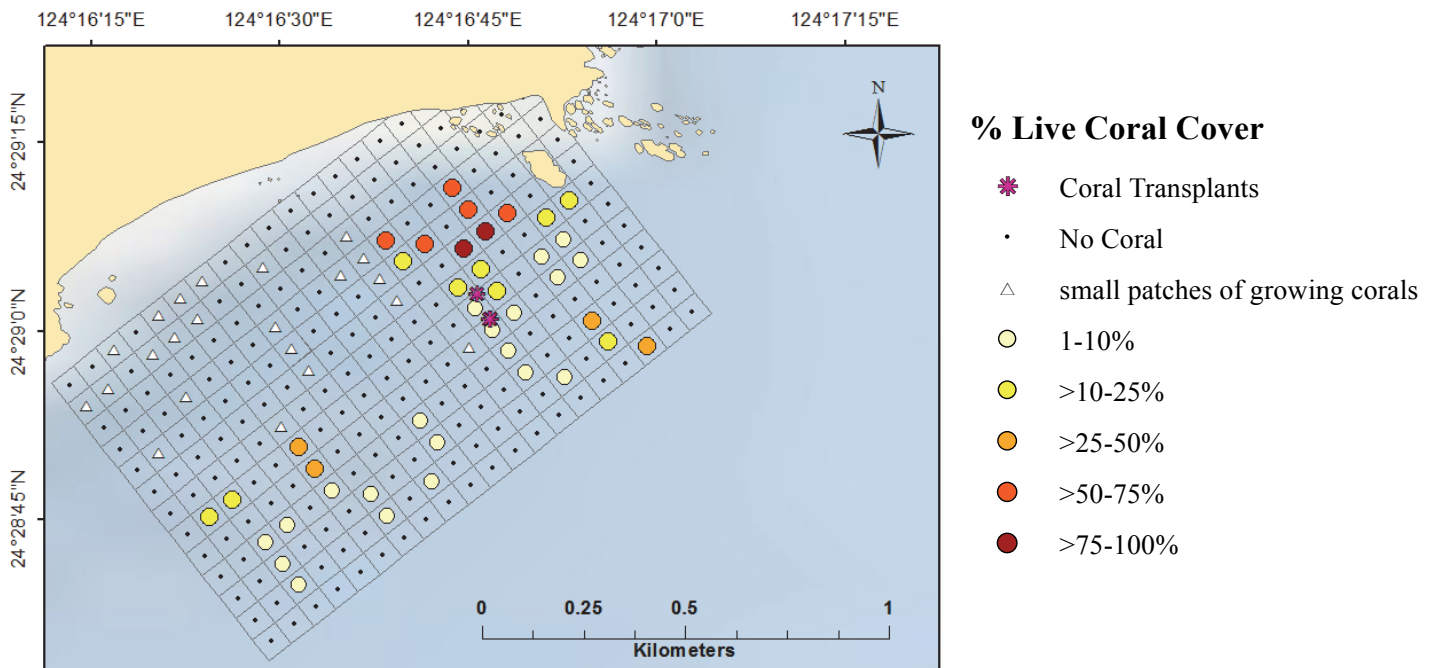 124°16'15"E 124°16'30"E 124°16'45"E 124°17'0"E 124°17'15"E
24°29'15"N
24°29'0"N
24°28'45"N
N
0 0.25 0.5 1
Kilometers
% Live Coral Cover
Coral Transplants
No Coral
small patches of growing corals
1-10%
>10-25%
>25-50%
>50-75%
>75-100%